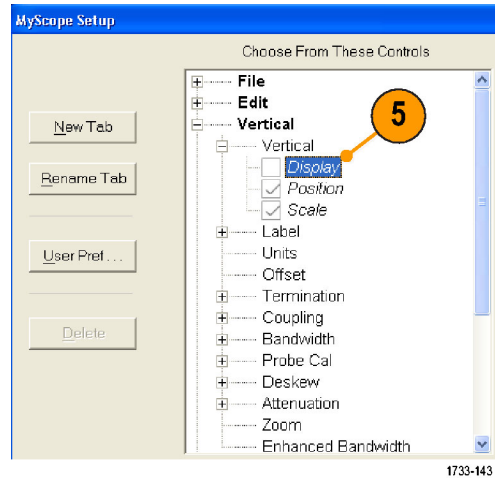 MyScope Setup
Choose From These Controls
File
Edit
Vertical
5
New Tab
Vertical
Display
Rename Tab
Position
Scale
Label
User Pref...
Units
Offset
Termination
Delete
Coupling
Bandwidth
Probe Cal
Deskew
Attenuation
Zoom
Enhanced Bandwidth
1733-143